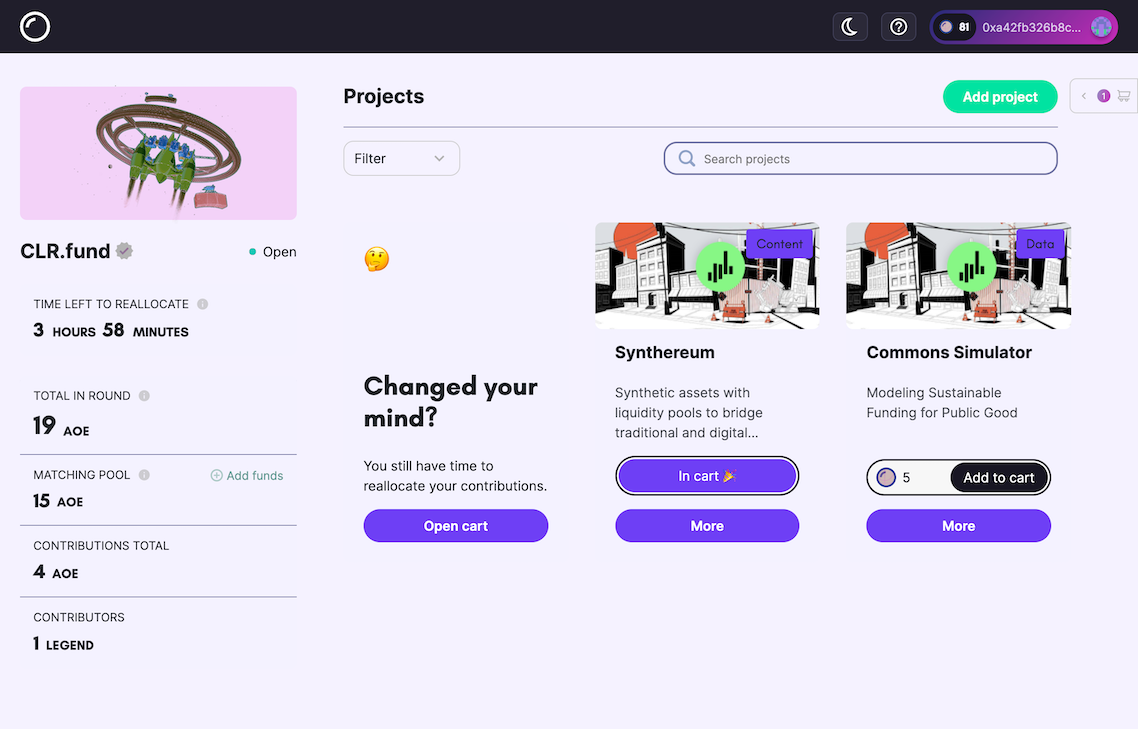 81 0xa42fb326b8c...
Projects
Add project
1
Filter
Search projects
CLR.fund
Open
TIME LEFT TO REALLOCATE
3 HOURS 58 MINUTES
TOTAL IN ROUND
19 AOE
MATCHING POOL
Add funds
15 AOE
CONTRIBUTIONS TOTAL
4 AOE
CONTRIBUTORS
1 LEGEND
🤔
Changed your
mind?
You still have time to
reallocate your contributions.
Open cart
Content
Synthereum
Synthetic assets with
liquidity pools to bridge
traditional and digital...
In cart 🎉
More
Data
Commons Simulator
Modeling Sustainable
Funding for Public Good
5
Add to cart
More